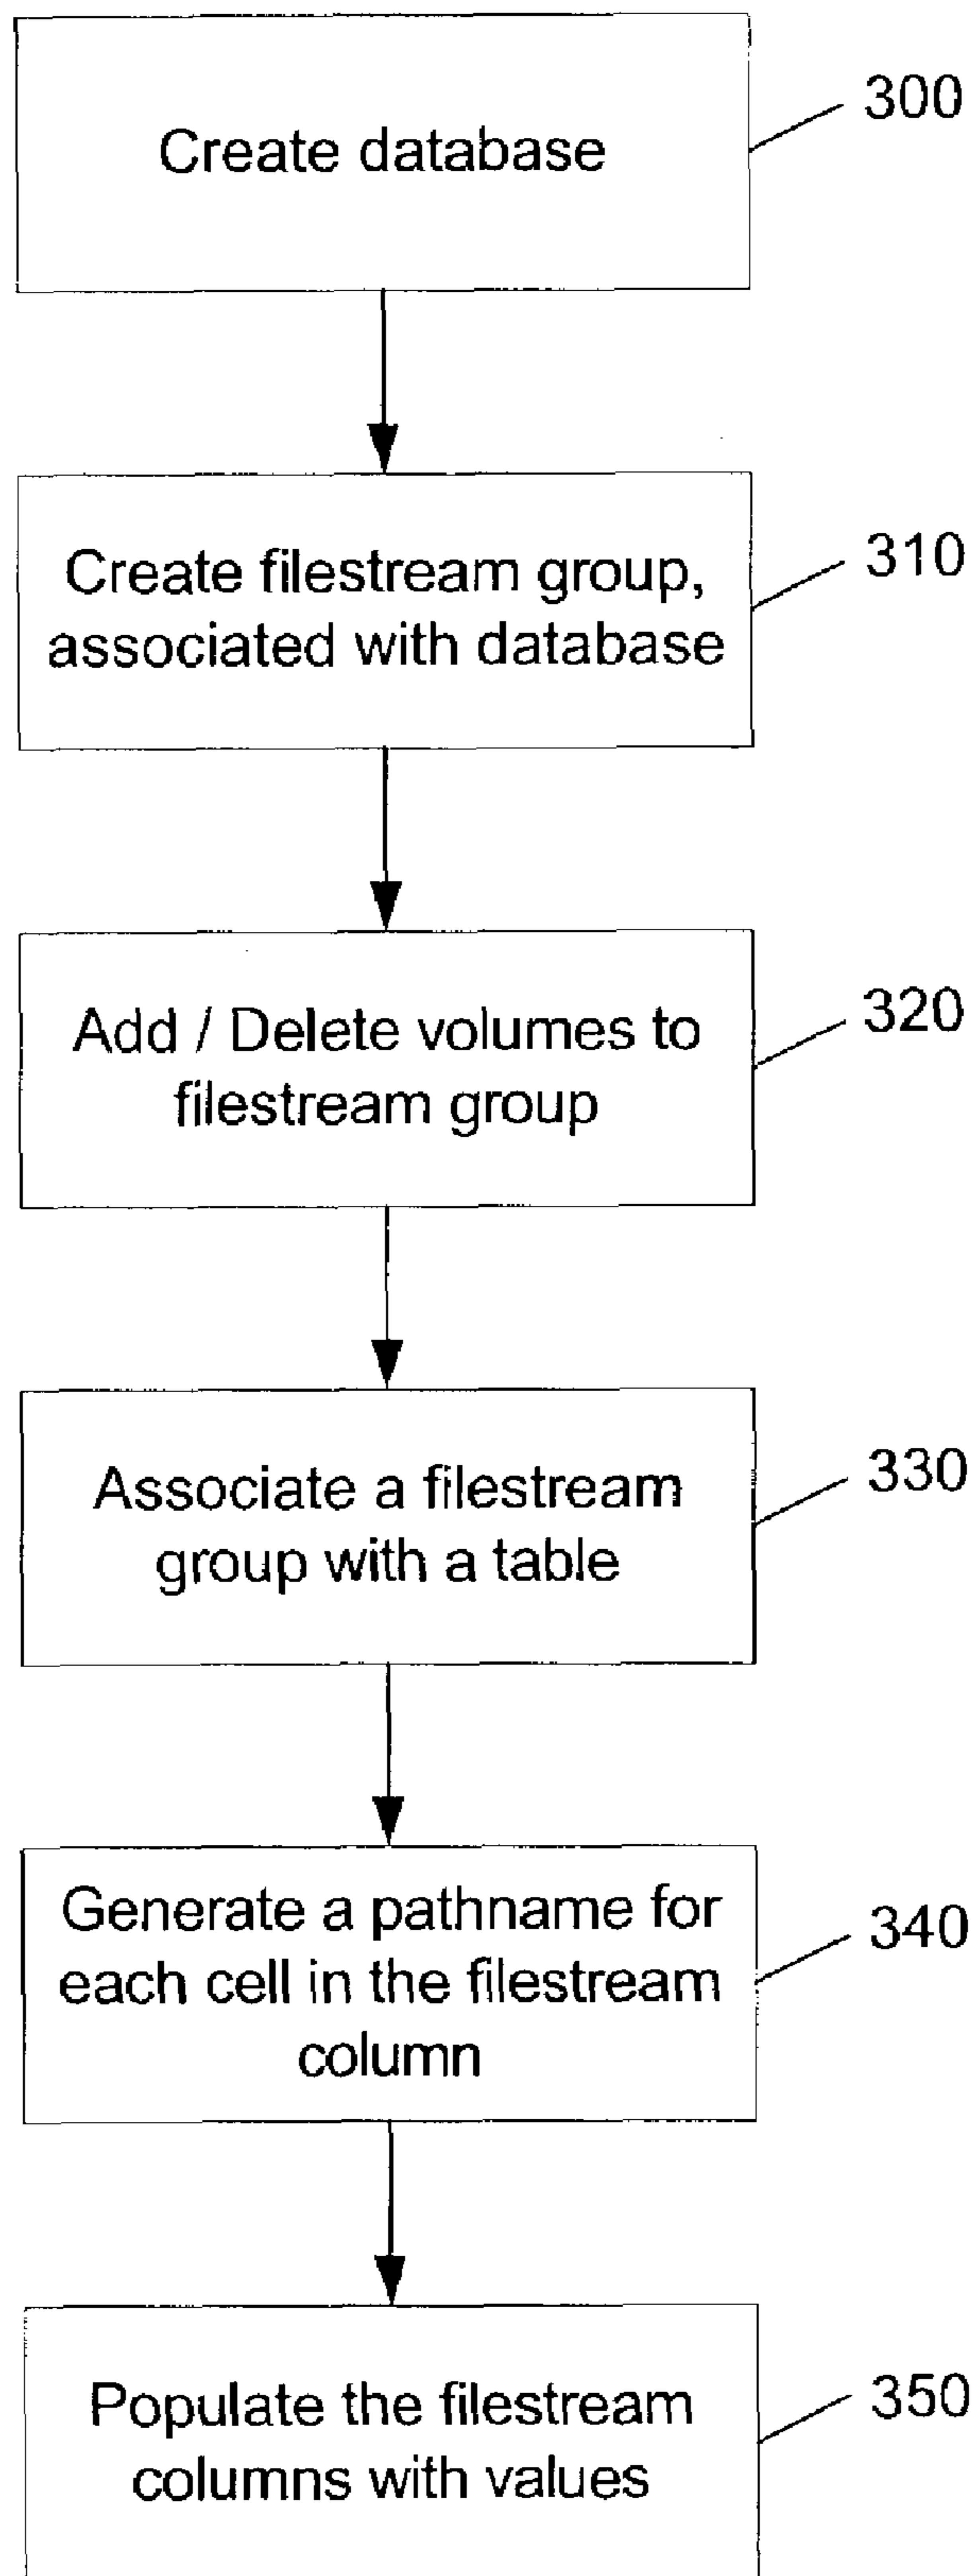 Create database
300
Create filestream group,
associated with database
310
Add / Delete volumes to
filestream group
320
Associate a filestream
group with a table
330
Generate a pathname for
each cell in the filestream
column
340
Populate the filestream
columns with values
350